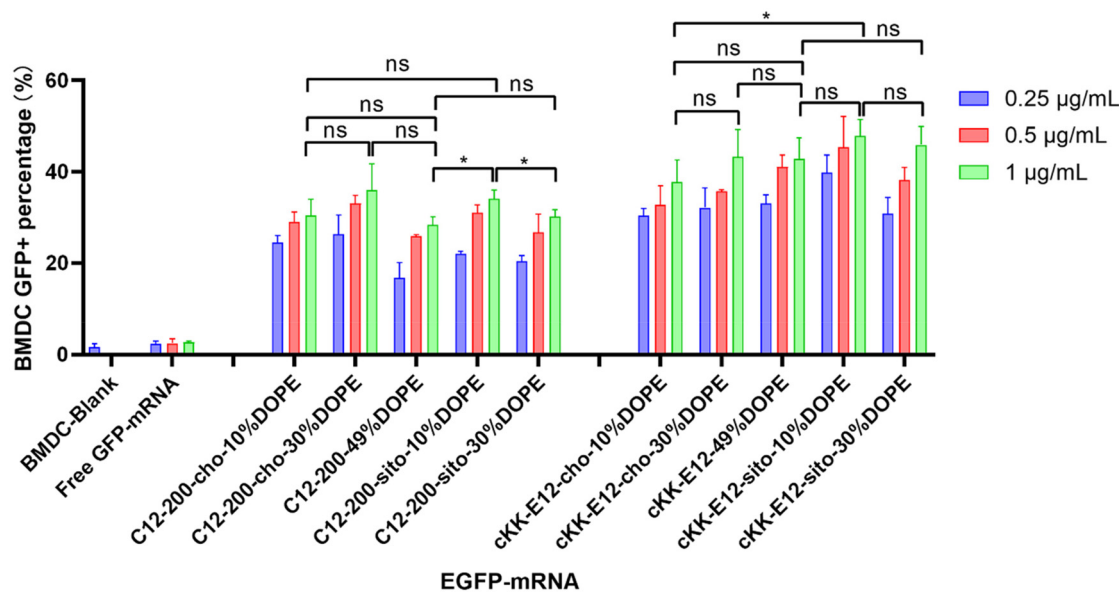 BMDC GFP+ percentage (%)
60
40
20
0
*
ns
ns
ns
ns
ns
ns
ns
ns
ns
ns
ns
ns
*
*
0.25 µg/mL
0.5 µg/mL
1 µg/mL
BMDC-Blank
Free GFP-mRNA
C12-200-cho-10%DOPE
C12-200-cho-30%DOPE
C12-200-49%DOPE
C12-200-sito-10%DOPE
C12-200-sito-30%DOPE
cKK-E12-cho-10%DOPE
cKK-E12-cho-30%DOPE
cKK-E12-49%DOPE
cKK-E12-sito-10%DOPE
cKK-E12-sito-30%DOPE
EGFP-mRNA